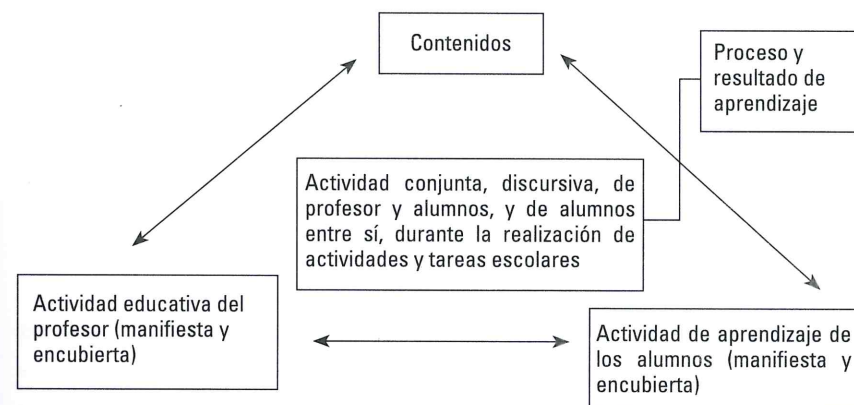 Contenidos
Proceso y
resultado de
aprendizaje
Actividad conjunta, discursiva, de
profesor y alumnos, y de alumnos
entre sí, durante la realización de
actividades y tareas escolares
Actividad educativa del
profesor (manifiesta y
encubierta)
Actividad de aprendizaje de
los alumnos (manifiesta y
encubierta)